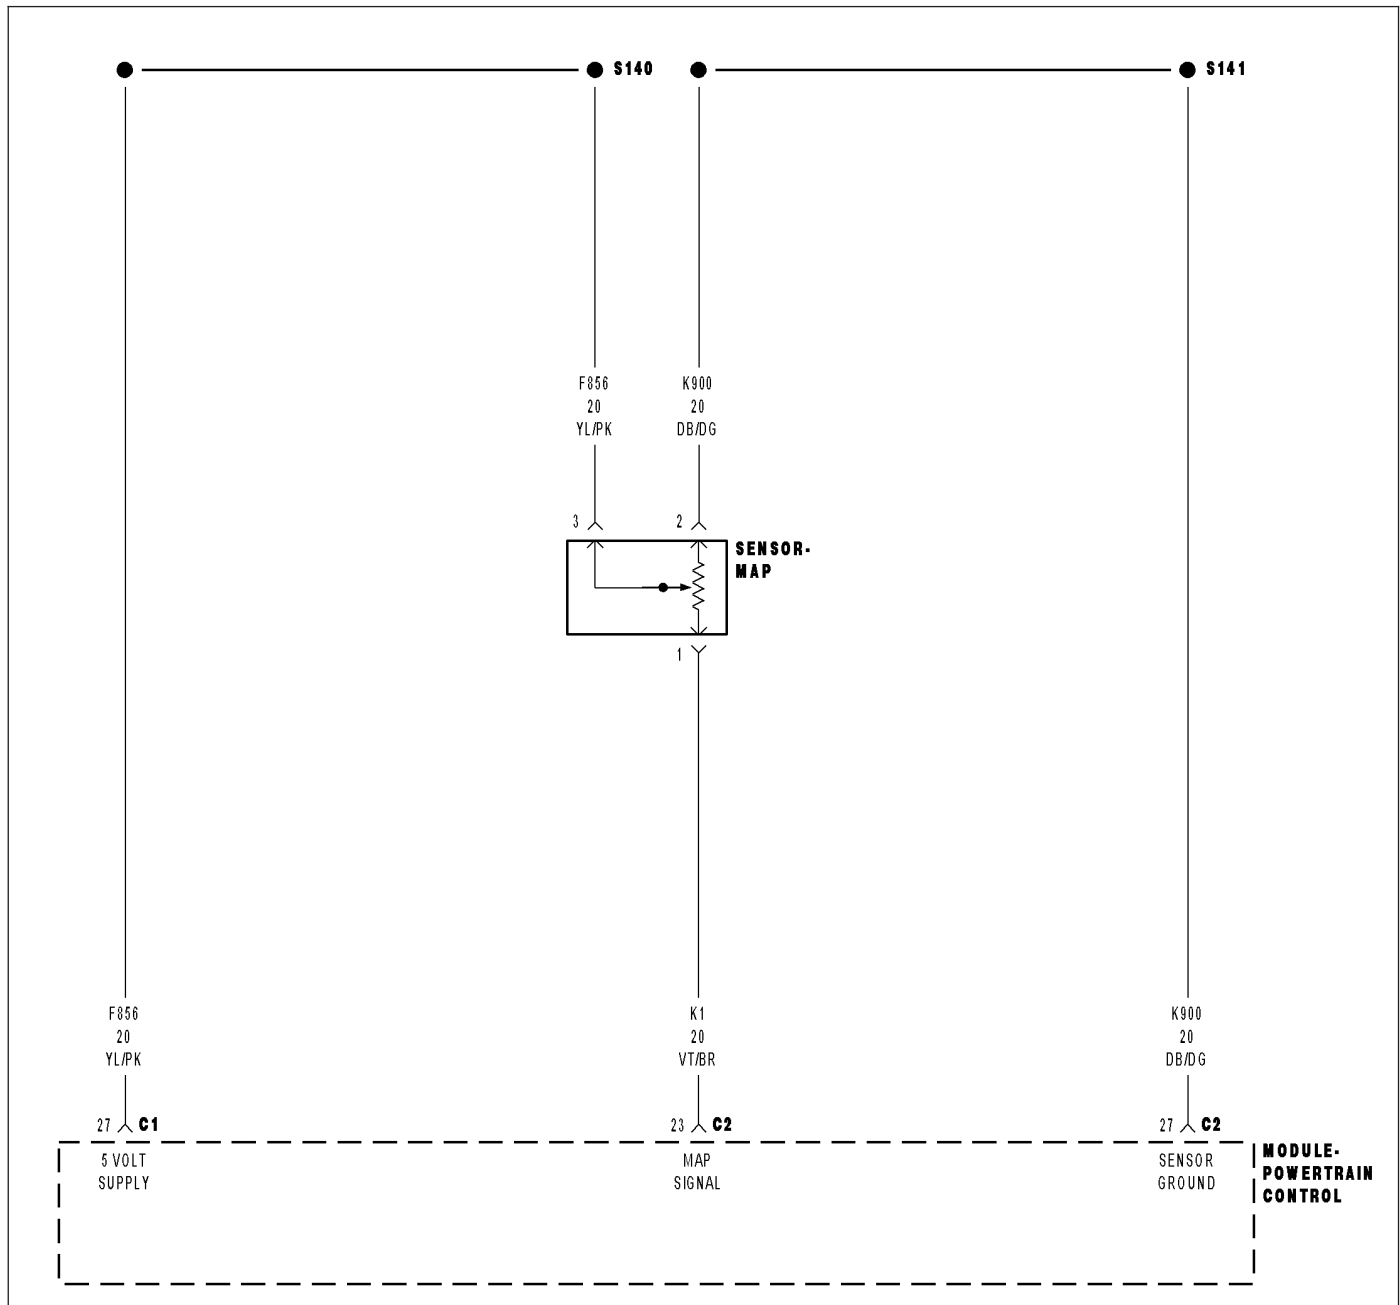 S140
S141
F856
20
YL/PK
K900
20
DB/DG
3
2
SENSOR-
MAP
1
F856
20
YL/PK
K1
20
VT/BR
K900
20
DB/DG
27 C1
23 C2
27 C2
5 VOLT
SUPPLY
MAP
SIGNAL
SENSOR
GROUND
MODULE-
POWERTRAIN
CONTROL